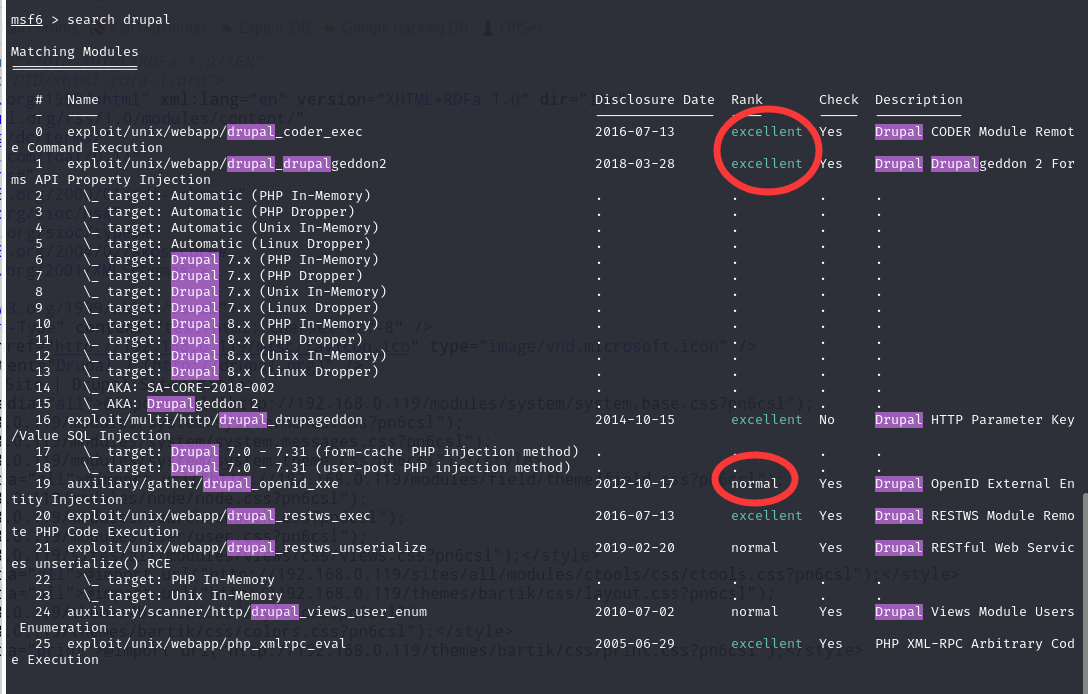 msf6 > search drupal
Matching Modules
================
# Name Disclosure Date Rank Check Description
- ---- --------------- ---- ----- -----------
0 exploit/unix/webapp/drupal_coder_exec 2016-07-13 excellent Yes Drupal CODER Module Remot
e Command Execution
1 exploit/unix/webapp/drupal_drupalgeddon2 2018-03-28 excellent Yes Drupal Drupalgeddon 2 For
ms API Property Injection
2 \_ target: Automatic (PHP In-Memory) . . . .
3 \_ target: Automatic (PHP Dropper) . . . .
4 \_ target: Automatic (Unix In-Memory) . . . .
5 \_ target: Automatic (Linux Dropper) . . . .
6 \_ target: Drupal 7.x (PHP In-Memory) . . . .
7 \_ target: Drupal 7.x (PHP Dropper) . . . .
8 \_ target: Drupal 7.x (Unix In-Memory) . . . .
9 \_ target: Drupal 7.x (Linux Dropper) . . . .
10 \_ target: Drupal 8.x (PHP In-Memory) . . . .
11 \_ target: Drupal 8.x (PHP Dropper) . . . .
12 \_ target: Drupal 8.x (Unix In-Memory) . . . .
13 \_ target: Drupal 8.x (Linux Dropper) . . . .
14 \_ AKA: SA-CORE-2018-002 . . . .
15 \_ AKA: Drupalgeddon 2 . . . .
16 exploit/multi/http/drupal_drupageddon 2014-10-15 excellent No Drupal HTTP Parameter Key
/Value SQL Injection
17 \_ target: Drupal 7.0 - 7.31 (form-cache PHP injection method) . . . .
18 \_ target: Drupal 7.0 - 7.31 (user-post PHP injection method) . . . .
19 auxiliary/gather/drupal_openid_xxe 2012-10-17 normal Yes Drupal OpenID External En
tity Injection
20 exploit/unix/webapp/drupal_restws_exec 2016-07-13 excellent Yes Drupal RESTWS Module Remo
te PHP Code Execution
21 exploit/unix/webapp/drupal_restws_unserialize 2019-02-20 normal Yes Drupal RESTful Web Servic
es unserialize() RCE
22 \_ target: PHP In-Memory . . . .
23 \_ target: Unix In-Memory . . . .
24 auxiliary/scanner/http/drupal_views_user_enum 2010-07-02 normal Yes Drupal Views Module Users
Enumeration
25 exploit/unix/webapp/php_xmlrpc_eval 2005-06-29 excellent Yes PHP XML-RPC Arbitrary Cod
e Execution